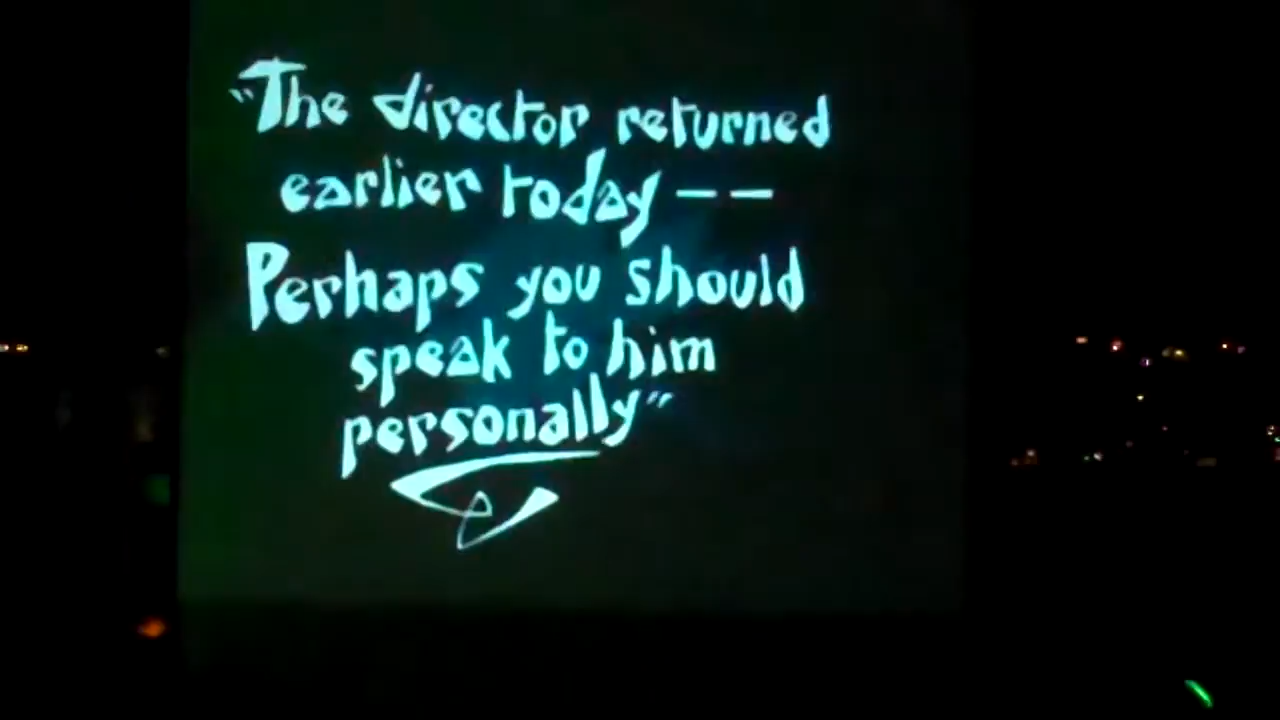 "The director returned
earlier today --
Perhaps you should
speak to him
personally"